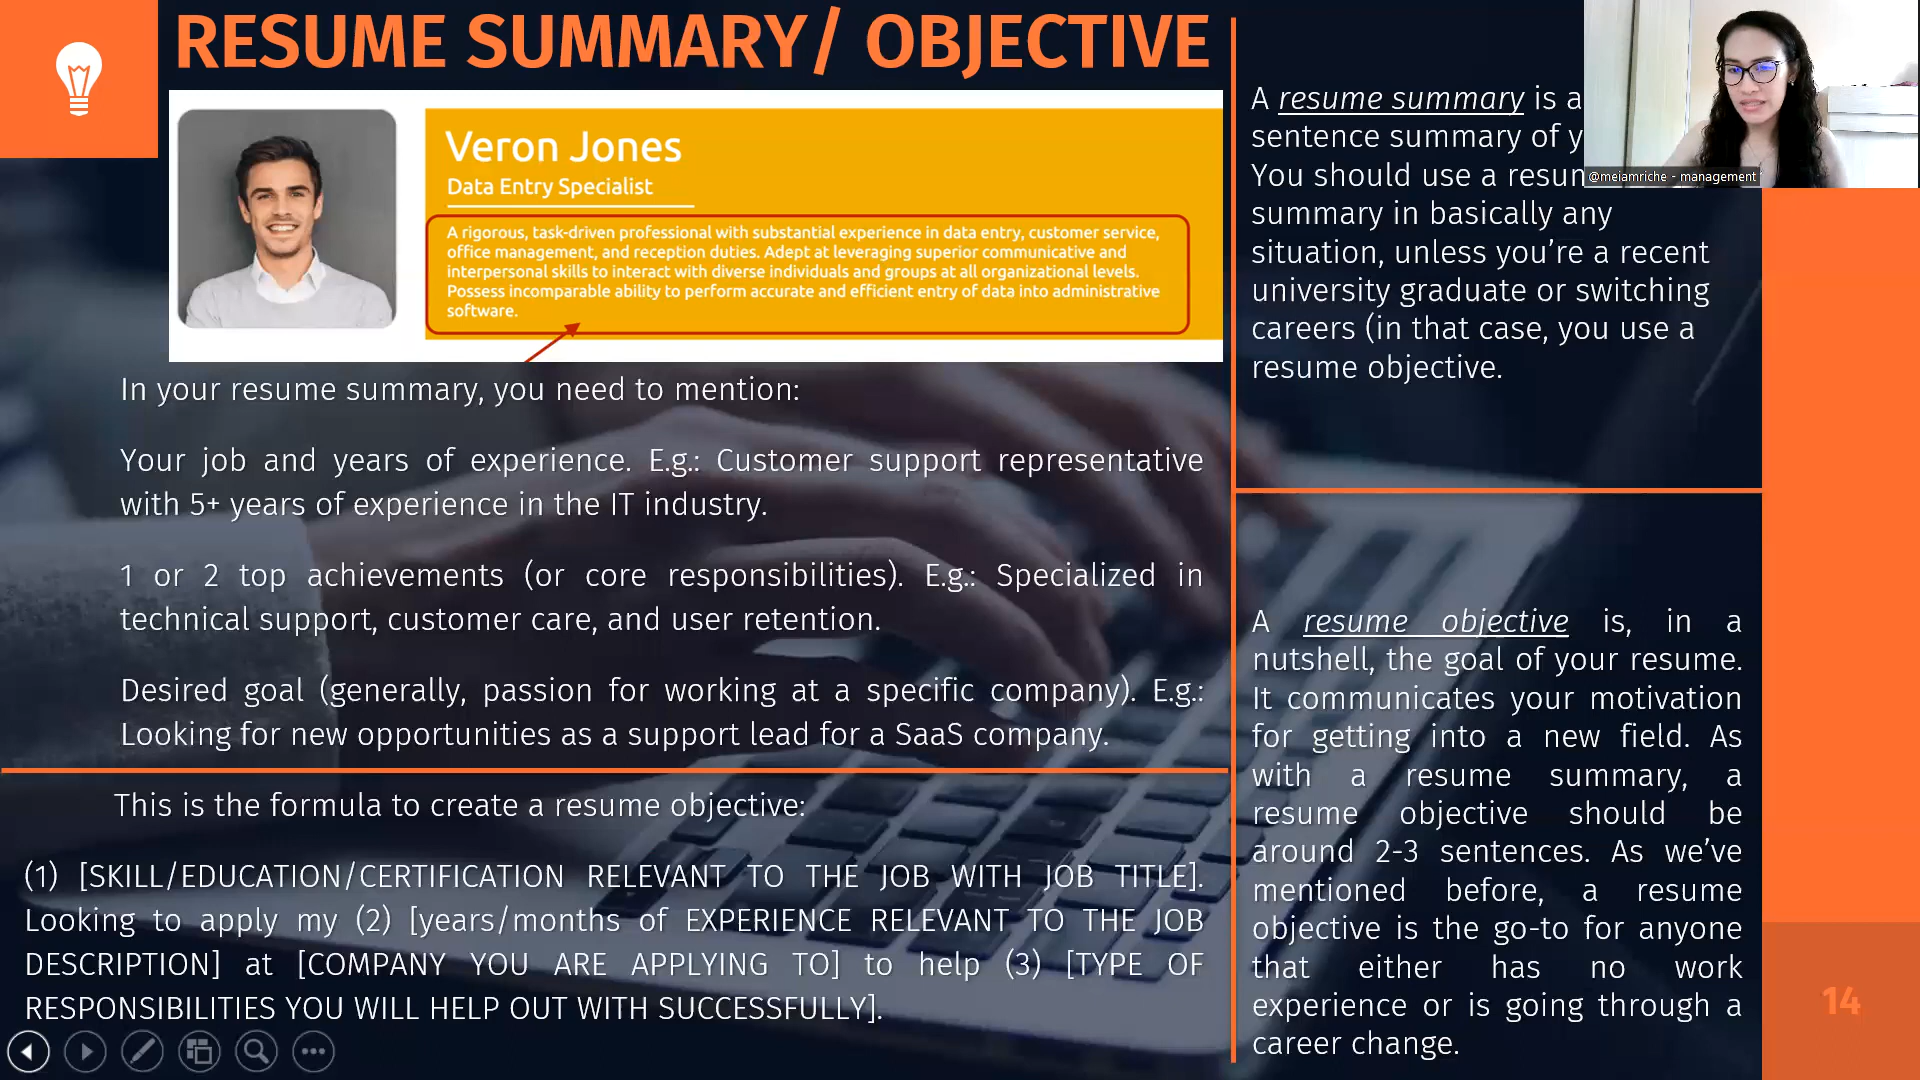 RESUME SUMMARY/ OBJECTIVE
Veron Jones
Data Entry Specialist
A rigorous, task-driven professional with substantial experience in data entry, customer service,
office management, and reception duties. Adept at leveraging superior communicative and
interpersonal skills to interact with diverse individuals and groups at all organizational levels.
Possess incomparable ability to perform accurate and efficient entry of data into administrative
software.
In your resume summary, you need to mention:
Your job and years of experience. E.g.: Customer support representative
with 5+ years of experience in the IT industry.
1 or 2 top achievements (or core responsibilities). E.g.: Specialized in
technical support, customer care, and user retention.
Desired goal (generally, passion for working at a specific company). E.g.:
Looking for new opportunities as a support lead for a SaaS company.
This is the formula to create a resume objective:
(1) [SKILL/EDUCATION/CERTIFICATION RELEVANT TO THE JOB WITH JOB TITLE].
Looking to apply my (2) [years/months of EXPERIENCE RELEVANT TO THE JOB
DESCRIPTION] at [COMPANY YOU ARE APPLYING TO] to help (3) [TYPE OF
RESPONSIBILITIES YOU WILL HELP OUT WITH SUCCESSFULLY].
A resume summary is a
sentence summary of
You should use a
summary in basically any
situation, unless you're a recent
university graduate or switching
careers (in that case, you use a
resume objective.
@meiamriche - management
A resume objective is, in a
nutshell, the goal of your resume.
It communicates your motivation
for getting into a new field. As
with a resume summary, a
resume objective should be
around 2-3 sentences. As we've
mentioned before, a resume
objective is the go-to for anyone
that either has no work
experience or is going through a
career change.
14